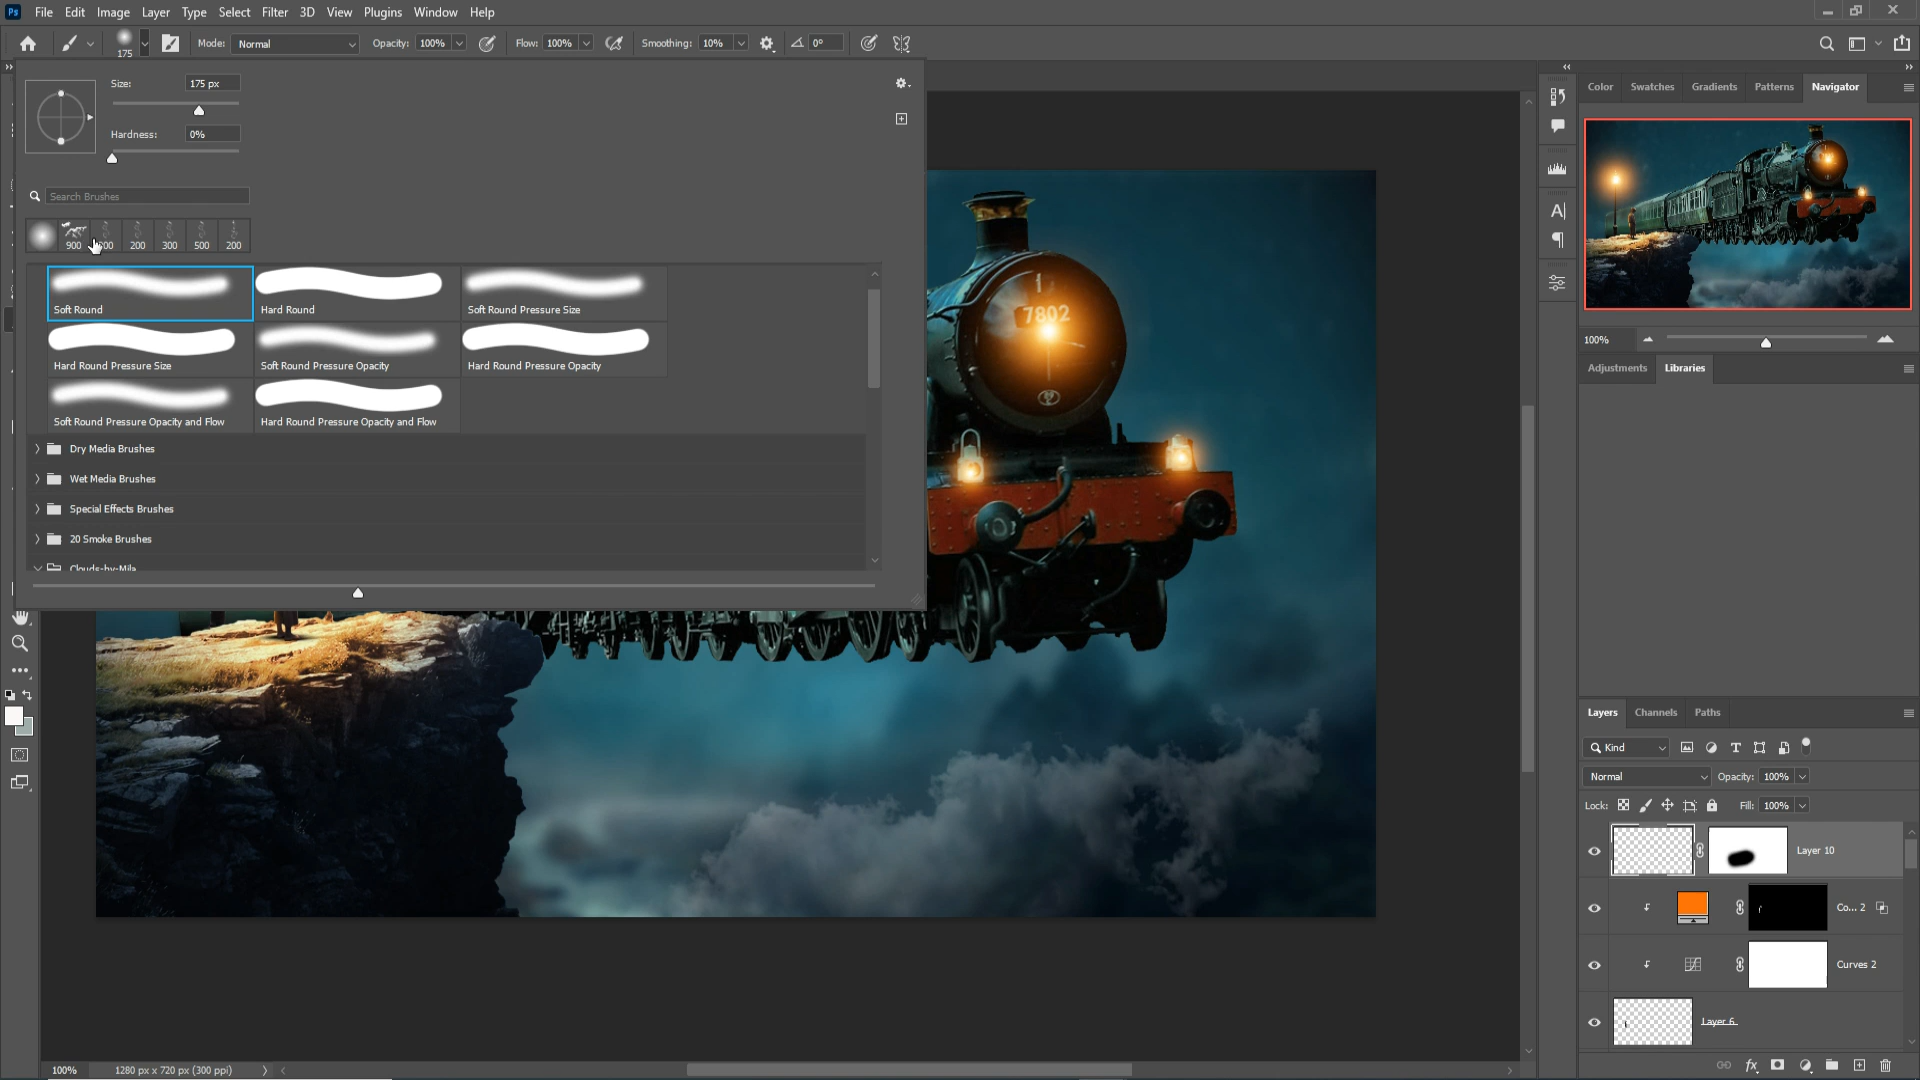 Ps File Edit Image Layer Type Select Filter 3D View Plugins Window Help
175 Mode: Normal Opacity: 100% Flow: 100% Smoothing: 10% 0°
Size: 175 px
Hardness: 0%
Search Brushes
900 200 300 500 200
Soft Round Hard Round Soft Round Pressure Size
Hard Round Pressure Size Soft Round Pressure Opacity Hard Round Pressure Opacity
Soft Round Pressure Opacity and Flow Hard Round Pressure Opacity and Flow
Dry Media Brushes
Wet Media Brushes
Special Effects Brushes
20 Smoke Brushes
Clouds-by-Mila
1
7802
Color Swatches Gradients Patterns Navigator
100%
Adjustments Libraries
Layers Channels Paths
Kind
Normal Opacity: 100%
Lock: Fill: 100%
Layer 10
Co... 2
Curves 2
Layer 6
100% 1280 px x 720 px (300 ppi)